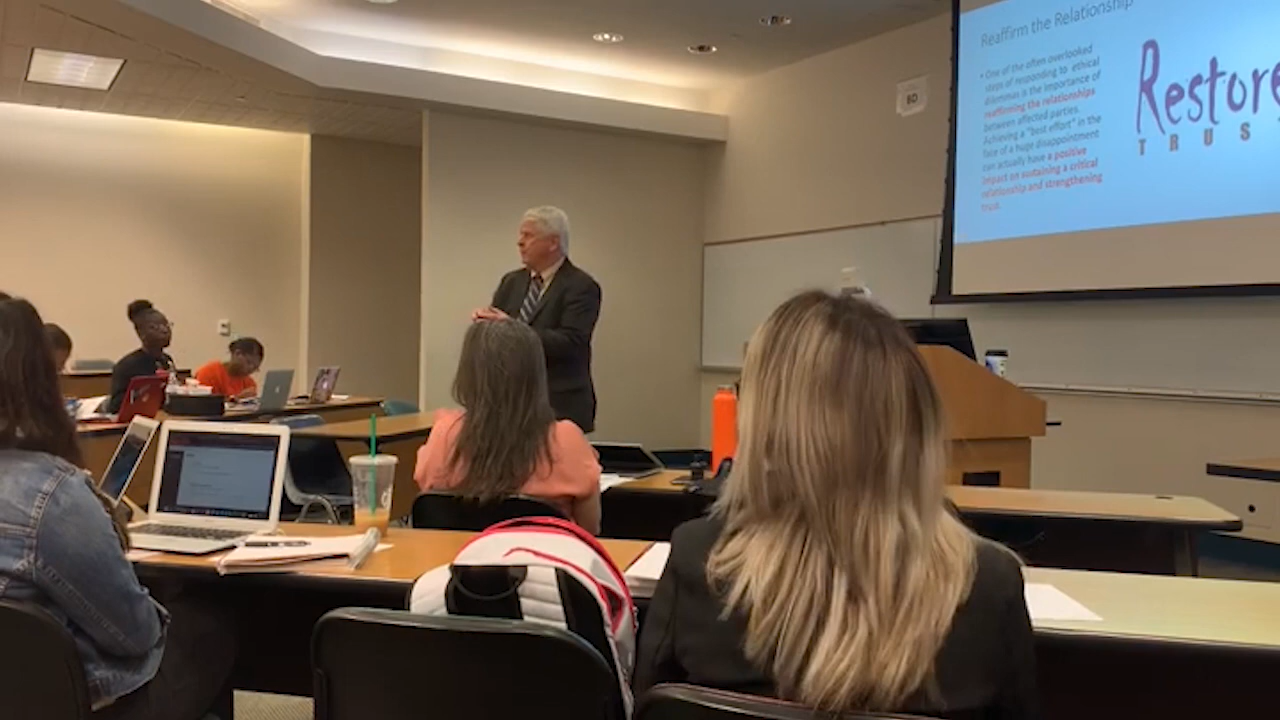 Reaffirm the Relationship
• One of the often overlooked
steps of responding to ethical
dilemmas is the importance of
reaffirming the relationships
between affected parties.
Achieving a "best effort" in the
face of a huge disappointment
can actually have a positive
impact on sustaining a critical
relationship and strengthening
trust.
Restore
TRUS